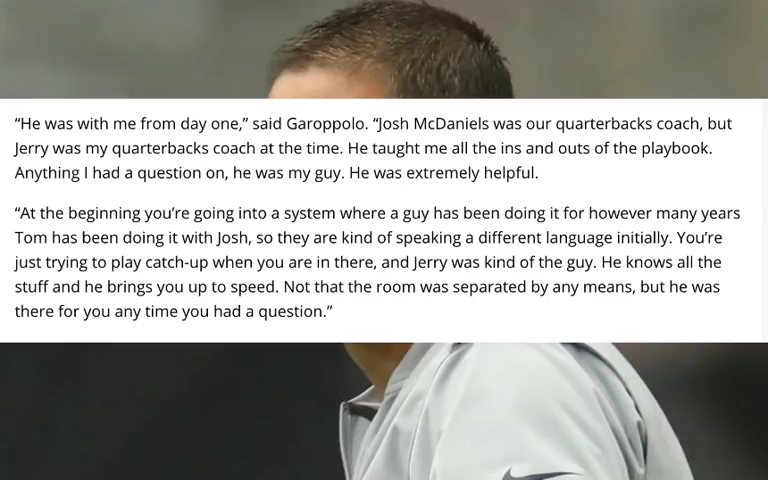 “He was with me from day one,” said Garoppolo. “Josh McDaniels was our quarterbacks coach, but
Jerry was my quarterbacks coach at the time. He taught me all the ins and outs of the playbook.
Anything I had a question on, he was my guy. He was extremely helpful.
“At the beginning you’re going into a system where a guy has been doing it for however many years
Tom has been doing it with Josh, so they are kind of speaking a different language initially. You’re
just trying to play catch-up when you are in there, and Jerry was kind of the guy. He knows all the
stuff and he brings you up to speed. Not that the room was separated by any means, but he was
there for you any time you had a question.”